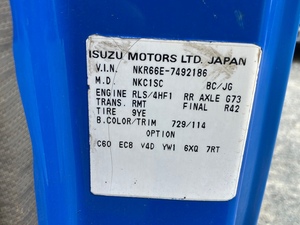 ISUZU MOTORS LTD. JAPAN
V.I.N. NKR66E-7492186
M.D. NKC1SC BC/JG
ENGINE RLS/4HF1 RR AXLE G73
TRANS. RMT FINAL R42
TIRE 9YE
B.COLOR/TRIM 729/114
OPTION
C60 EC8 V4D YW1 6XQ 7RT